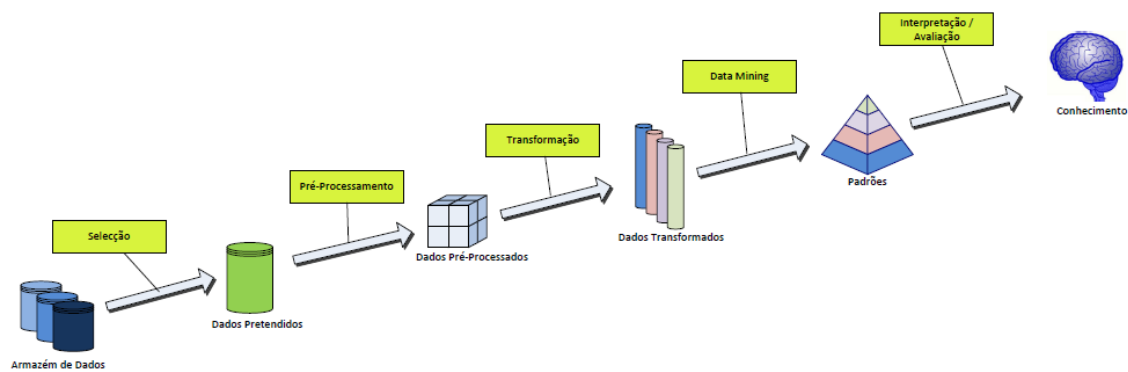 Selecção
Pré-Processamento
Transformação
Data Mining
Interpretação /
Avaliação
Armazém de Dados
Dados Pretendidos
Dados Pré-Processados
Dados Transformados
Padrões
Conhecimento